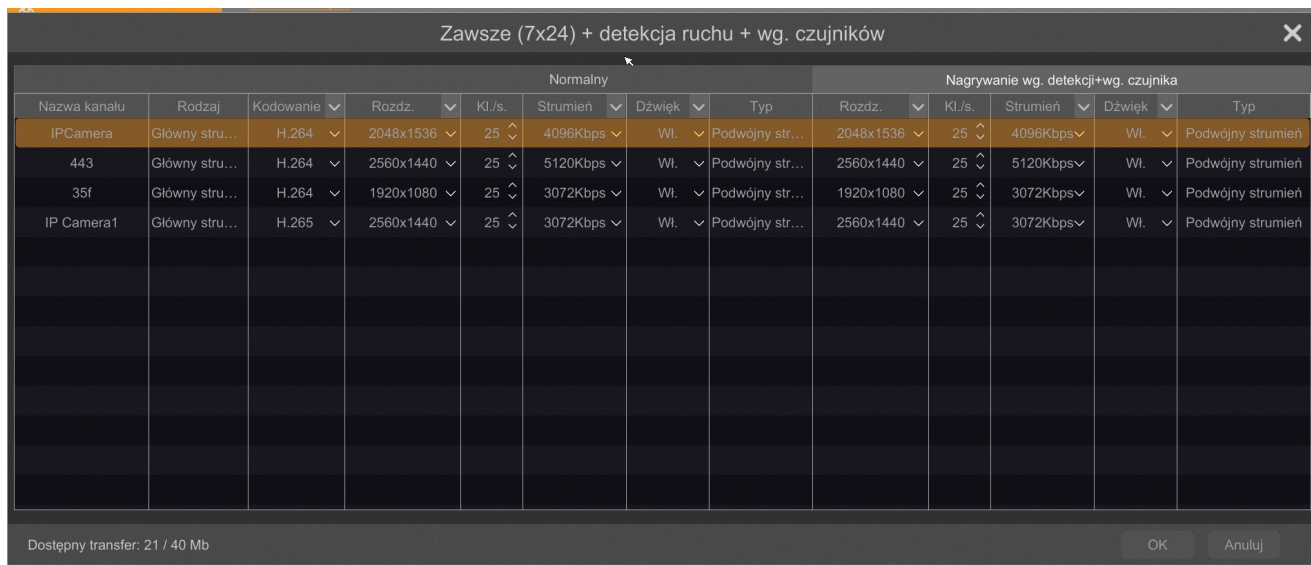 Zawsze (7x24) + detekcja ruchu + wg. czujników
Normalny Nagrywanie wg. detekcji+wg. czujnika
Nazwa kanału Rodzaj Kodowanie Rozdz. Kl./s. Strumień Dźwięk Typ Rozdz. Kl./s. Strumień Dźwięk Typ
IPCamera Główny stru... H.264 2048x1536 25 4096Kbps Wł. Podwójny str... 2048x1536 25 4096Kbps Wł. Podwójny strumień
443 Główny stru... H.264 2560x1440 25 5120Kbps Wł. Podwójny str... 2560x1440 25 5120Kbps Wł. Podwójny strumień
35f Główny stru... H.264 1920x1080 25 3072Kbps Wł. Podwójny str... 1920x1080 25 3072Kbps Wł. Podwójny strumień
IP Camera1 Główny stru... H.265 2560x1440 25 3072Kbps Wł. Podwójny str... 2560x1440 25 3072Kbps Wł. Podwójny strumień
Dostępny transfer: 21 / 40 Mb OK Anuluj